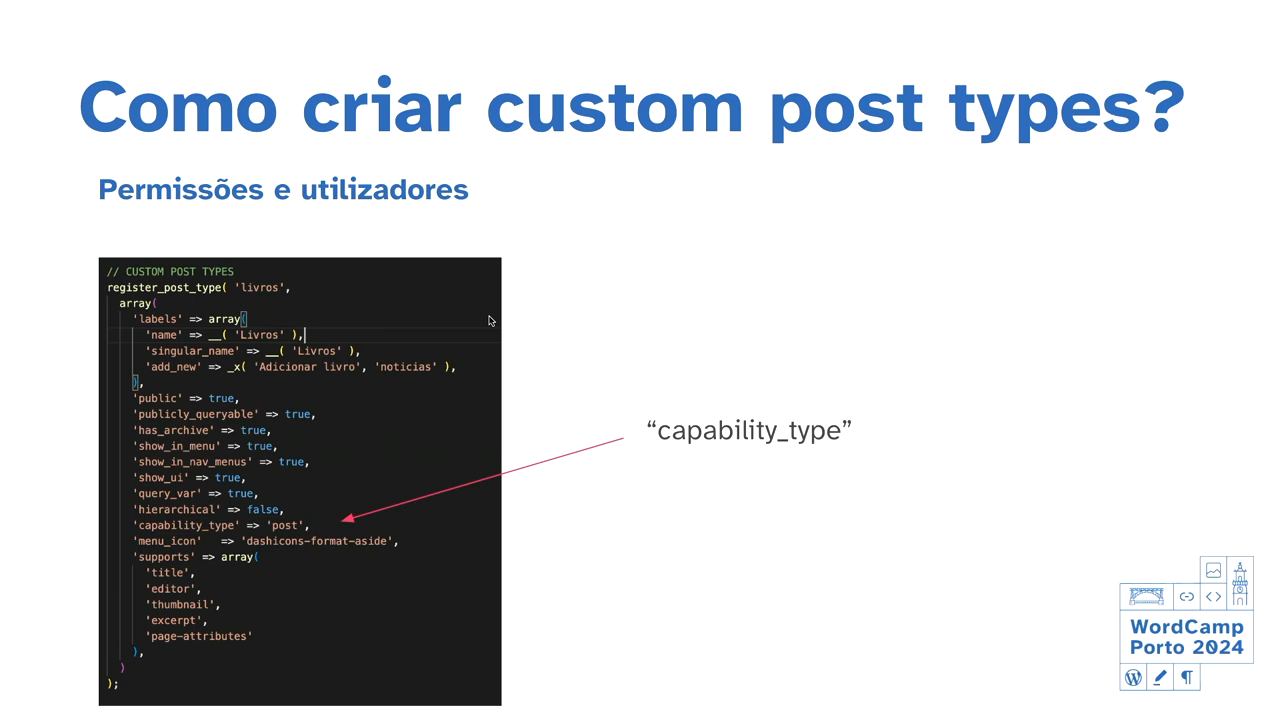 Como criar custom post types?
Permissões e utilizadores
// CUSTOM POST TYPES
register_post_type( 'livros',
array(
'labels' => array(
'name' => __( 'Livros' ),
'singular_name' => __( 'Livros' ),
'add_new' => _x( 'Adicionar livro', 'noticias' ),
),
'public' => true,
'publicly_queryable' => true,
'has_archive' => true,
'show_in_menu' => true,
'show_in_nav_menus' => true,
'show_ui' => true,
'query_var' => true,
'hierarchical' => false,
'capability_type' => 'post',
'menu_icon'   => 'dashicons-format-aside',
'supports' => array(
'title',
'editor',
'thumbnail',
'excerpt',
'page-attributes'
),
)
);
“capability_type”
WordCamp
Porto 2024